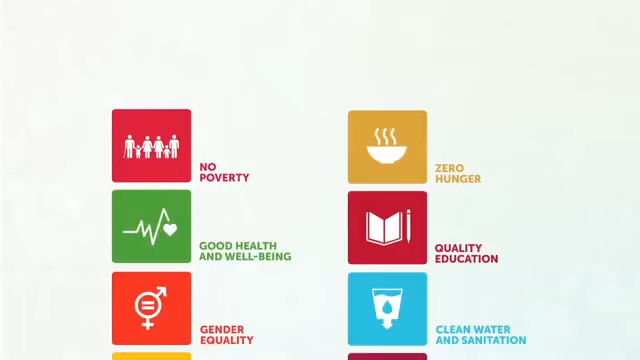 NO
POVERTY
ZERO
HUNGER
GOOD HEALTH
AND WELL-BEING
QUALITY
EDUCATION
GENDER
EQUALITY
CLEAN WATER
AND SANITATION